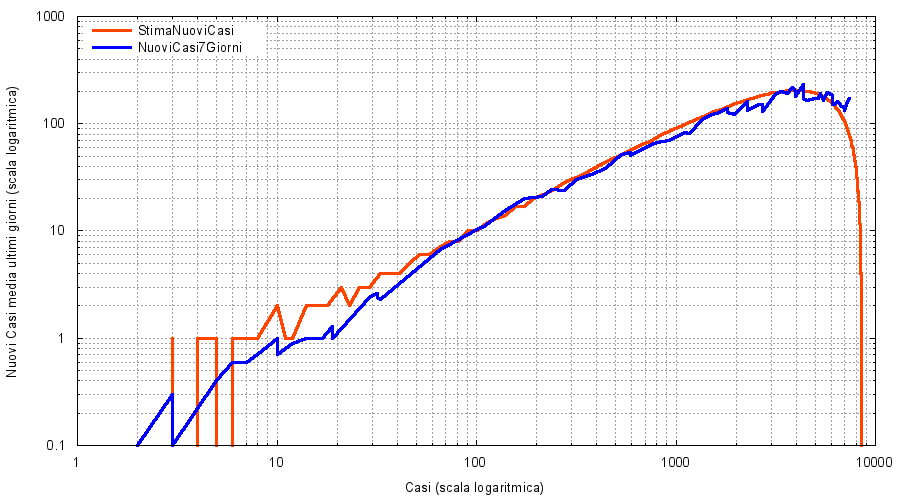 1000
StimaNuoviCasi
NuoviCasi7Giorni
100
10
1
0.1
1 10 100 1000 10000
Nuovi Casi media ultimi giorni (scala logaritmica)
Casi (scala logaritmica)